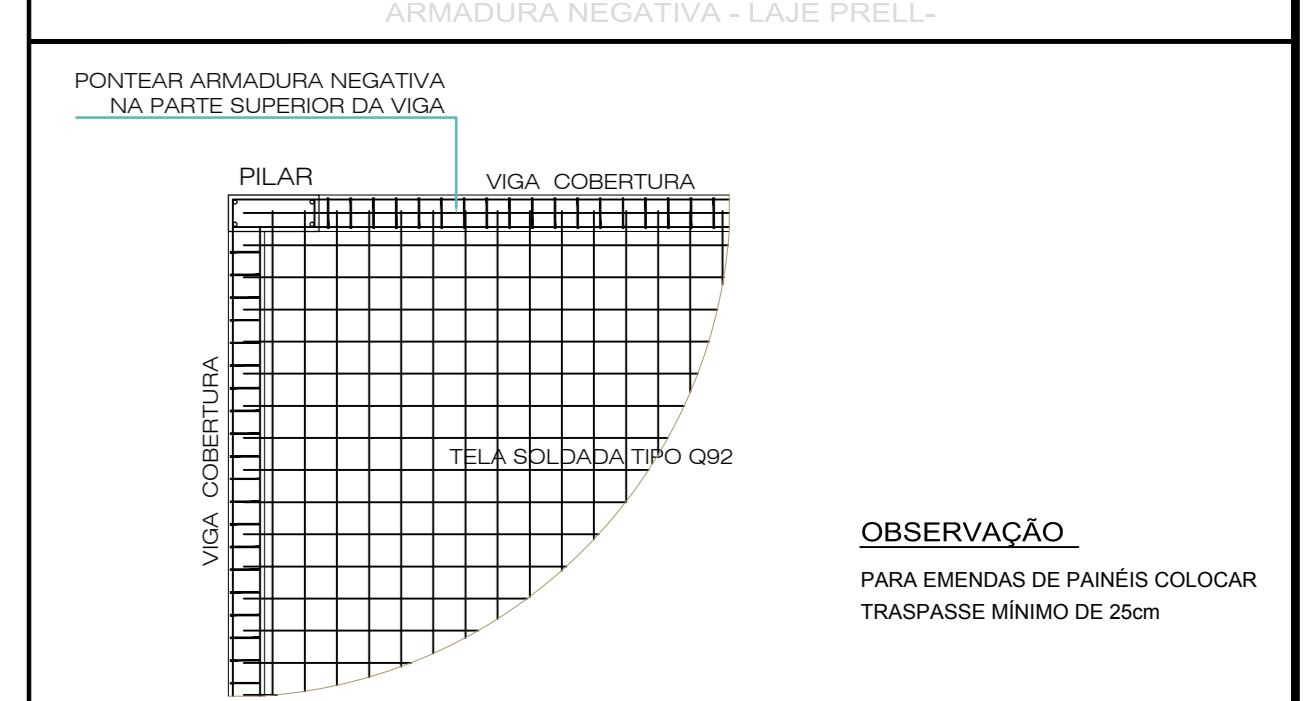 ARMADURA NEGATIVA - LAJE PRELL-
PONTEAR ARMADURA NEGATIVA
NA PARTE SUPERIOR DA VIGA
PILAR
VIGA COBERTURA
VIGA COBERTURA
TELA SOLDADA TIPO Q92
OBSERVAÇÃO
PARA EMENDAS DE PAINÉIS COLOCAR
TRASPASSE MÍNIMO DE 25cm